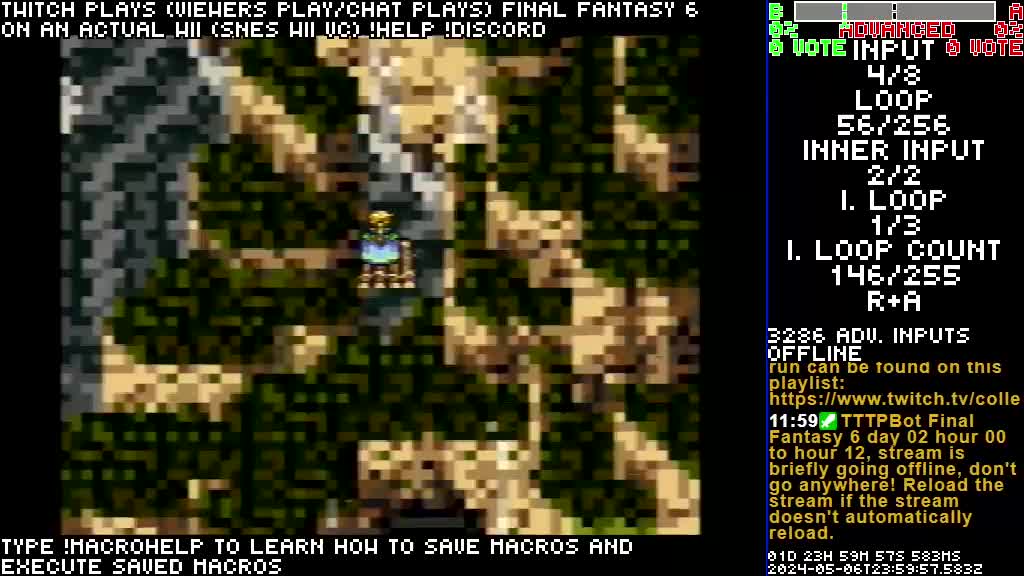 TWITCH PLAYS (VIEWERS PLAY/CHAT PLAYS) FINAL FANTASY 6
ON AN ACTUAL WII (SNES WII VC) !HELP !DISCORD
B A
0% ADVANCED 0%
0 VOTE 0 VOTE
INPUT
4/8
LOOP
56/256
INNER INPUT
2/2
I. LOOP
1/3
I. LOOP COUNT
146/255
R+A
3286 ADV. INPUTS
OFFLINE
run can be found on this
playlist:
https://www.twitch.tv/colle
11:59 TTTPBot Final
Fantasy 6 day 02 hour 00
to hour 12, stream is
briefly going offline, don't
go anywhere! Reload the
stream if the stream
doesn't automatically
reload.
01D 23H 59M 57S 583MS
2024-05-06T23:59:57.583Z
TYPE !MACROHELP TO LEARN HOW TO SAVE MACROS AND
EXECUTE SAVED MACROS